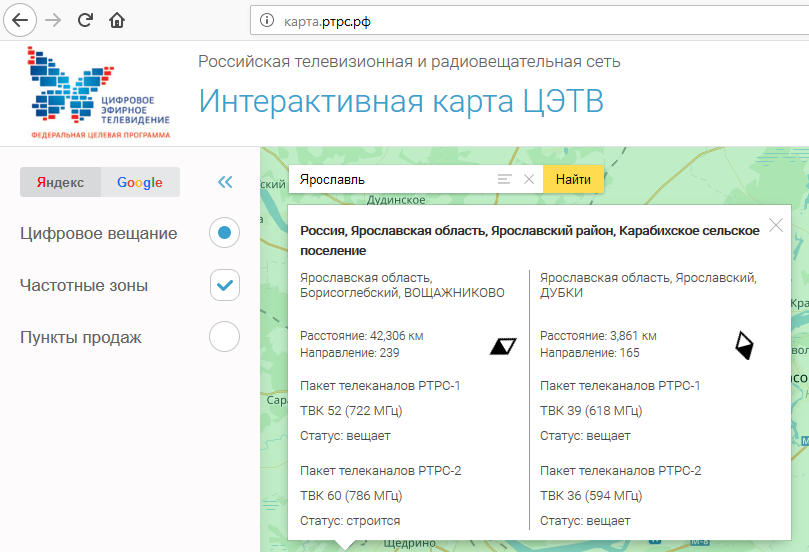 карта.ртрс.рф
ЦИФРОВОЕ
ЭФИРНОЕ
ТЕЛЕВИДЕНИЕ
ФЕДЕРАЛЬНАЯ ЦЕЛЕВАЯ ПРОГРАММА
Российская телевизионная и радиовещательная сеть
Интерактивная карта ЦЭТВ
Яндекс Google
Цифровое вещание
Частотные зоны
Пункты продаж
ский
Ярославль
Найти
Дудинское
Россия, Ярославская область, Ярославский район, Карабихское сельское
поселение
Ярославская область,
Борисоглебский, ВОЩАЖНИКОВО
Расстояние: 42,306 км
Направление: 239
Пакет телеканалов РТРС-1
ТВК 52 (722 МГц)
Статус: вещает
Пакет телеканалов РТРС-2
ТВК 60 (786 МГц)
Статус: строится
Ярославская область, Ярославский,
ДУБКИ
Расстояние: 3,861 км
Направление: 165
Пакет телеканалов РТРС-1
ТВК 39 (618 МГц)
Статус: вещает
Пакет телеканалов РТРС-2
ТВК 36 (594 МГц)
Статус: вещает
Щедрино
М-8